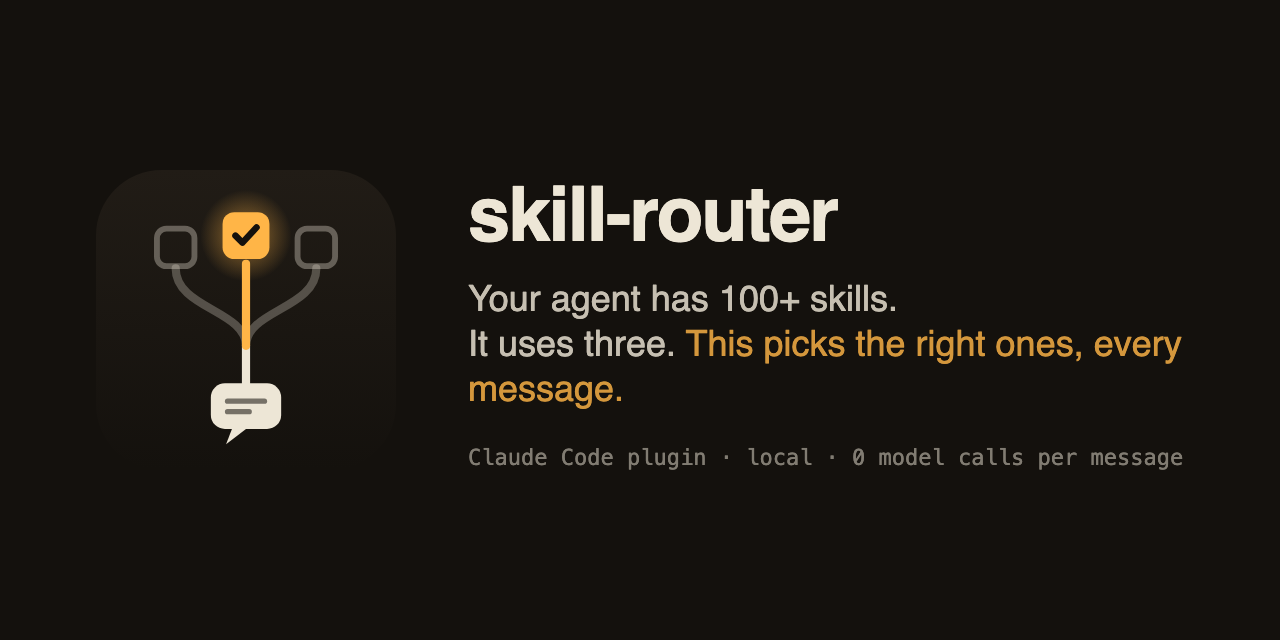 skill-router
Your agent has 100+ skills.
It uses three. This picks the right ones, every
message.
Claude Code plugin · local · 0 model calls per message